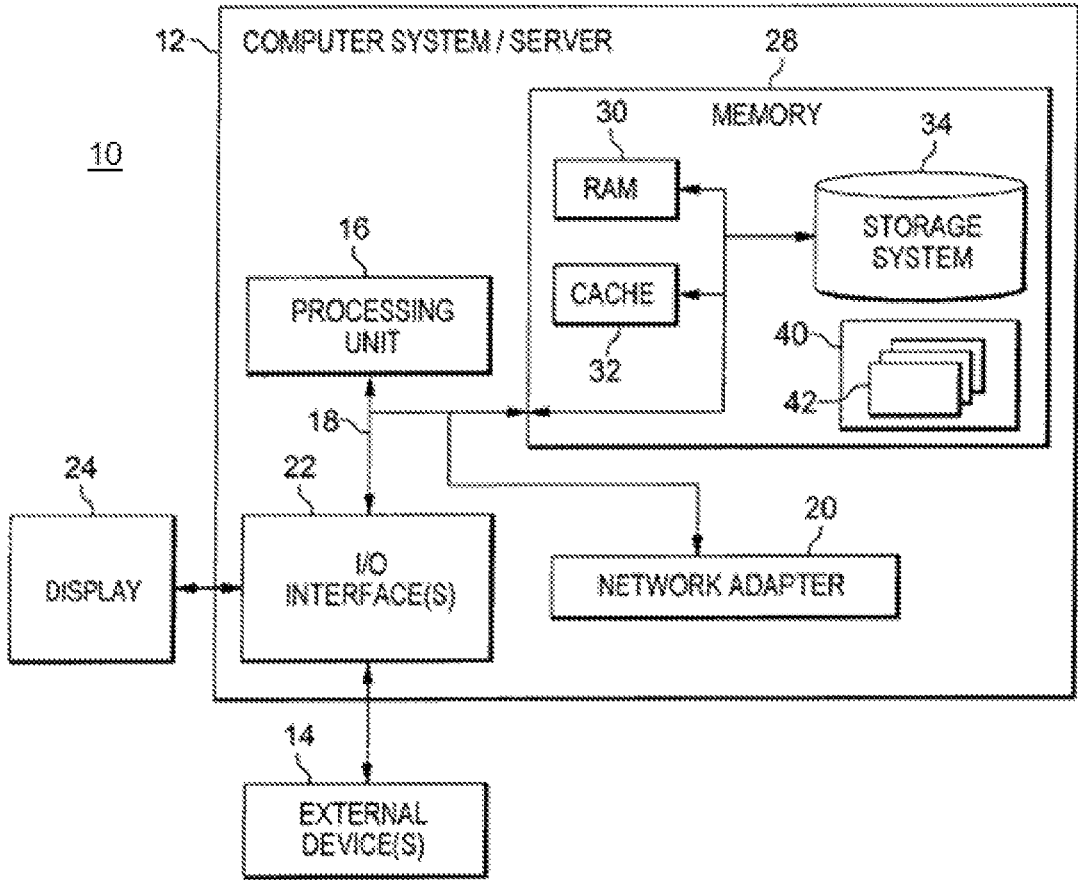 12
COMPUTER SYSTEM / SERVER
28
MEMORY
10
30
RAM
34
STORAGE
SYSTEM
16
PROCESSING
UNIT
CACHE
32
40
42
18
24
22
20
DISPLAY
I/O
INTERFACE(S)
NETWORK ADAPTER
14
EXTERNAL
DEVICE(S)